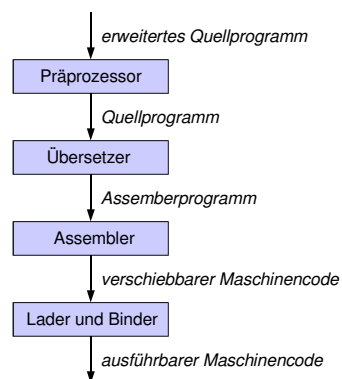 erweitertes Quellprogramm
Präprozessor
Quellprogramm
Übersetzer
Assemberprogramm
Assembler
verschiebbarer Maschinencode
Lader und Binder
ausführbarer Maschinencode